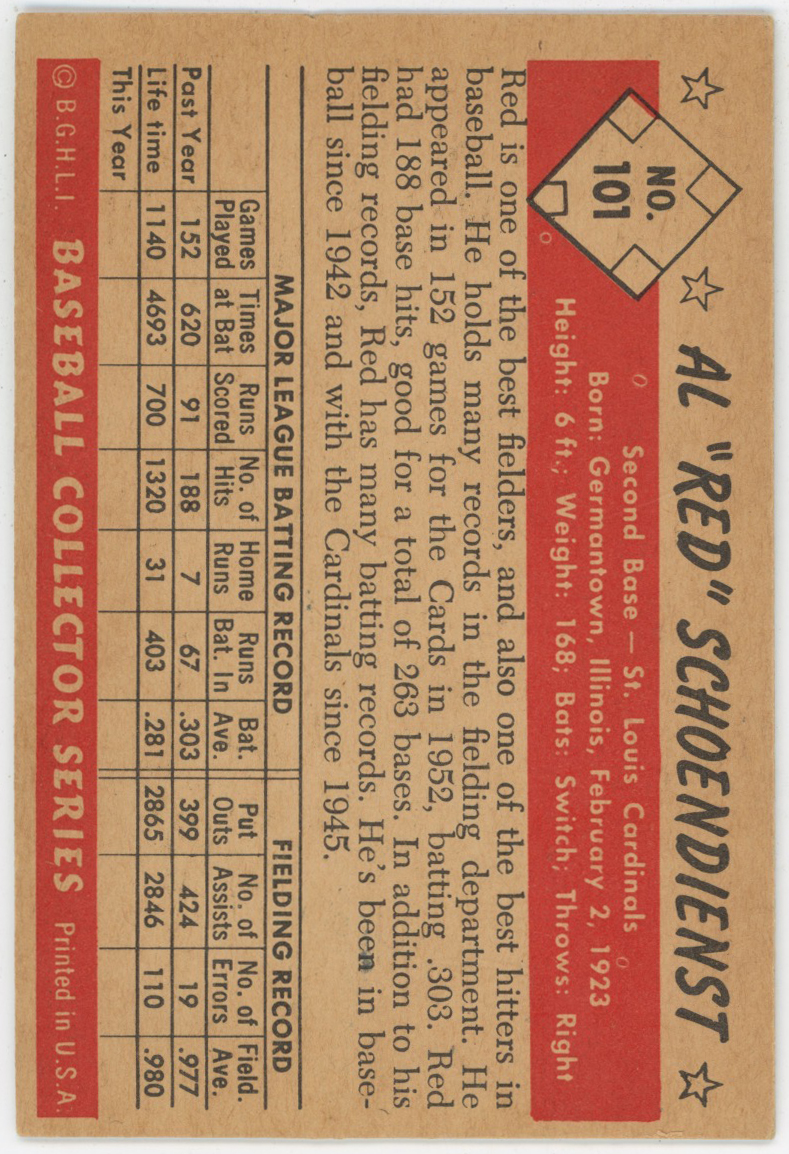 NO.
101
AL "RED" SCHOENDIENST
Second Base — St. Louis Cardinals
Born: Germantown, Illinois, February 2, 1923
Height: 6 ft.; Weight: 168; Bats: Switch; Throws: Right
Red is one of the best fielders, and also one of the best hitters in
baseball. He holds many records in the fielding department. He
appeared in 152 games for the Cards in 1952, batting .303. Red
had 188 base hits, good for a total of 263 bases. In addition to his
fielding records, Red has many batting records. He's been in base-
ball since 1942 and with the Cardinals since 1945.
MAJOR LEAGUE BATTING RECORD FIELDING RECORD
Games Times Runs No. of Home Runs Bat. Put No. of No. of Field.
Played at Bat Scored Hits Runs Bat. In Ave. Outs Assists Errors Ave.
Past Year 152 620 91 188 7 67 .303 399 424 19 .977
Life time 1140 4693 700 1320 31 403 .281 2865 2846 110 .980
This Year
© B.G.H.L.I. BASEBALL COLLECTOR SERIES Printed in U.S.A.